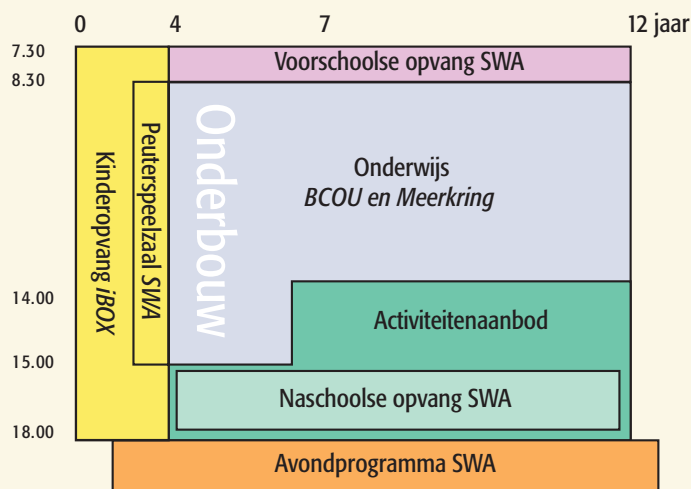 0 4 7 12 jaar
7.30
Voorschoolse opvang SWA
8.30
Kinderopvang iBOX
Peuterspeelzaal SWA
Onderbouw
Onderwijs
BCOU en Meerkring
14.00
Activiteitenaanbod
15.00
Naschoolse opvang SWA
18.00
Avondprogramma SWA